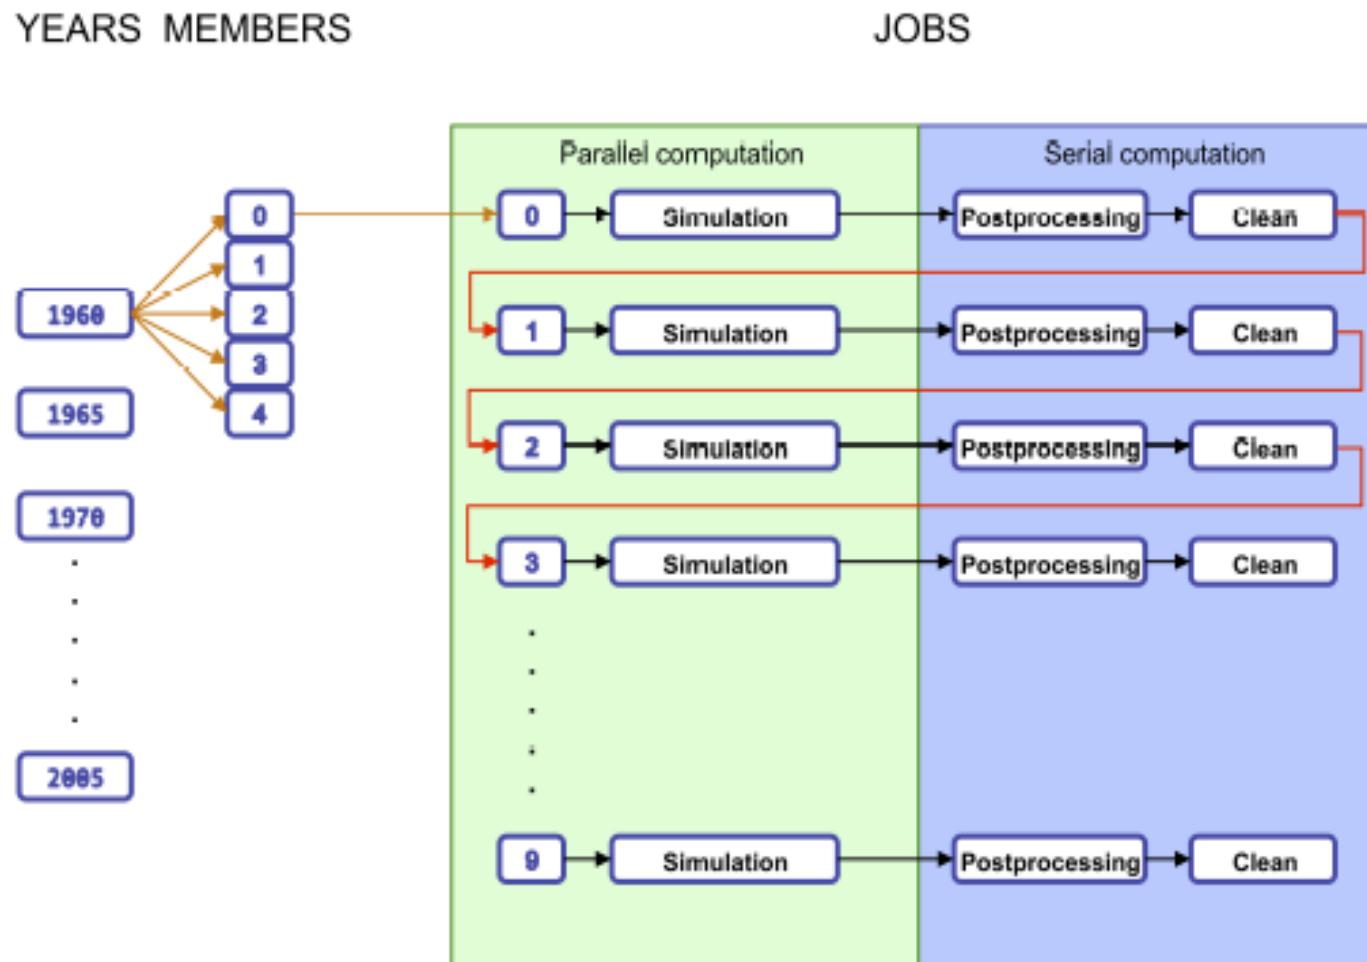 YEARS MEMBERS JOBS
Parallel computation Serial computation
0 0 Simulation Postprocessing Clean
1
1960 2 1 Simulation Postprocessing Clean
3
1965 4 2 Simulation Postprocessing Clean
1970
3 Simulation Postprocessing Clean
2005
9 Simulation Postprocessing Clean